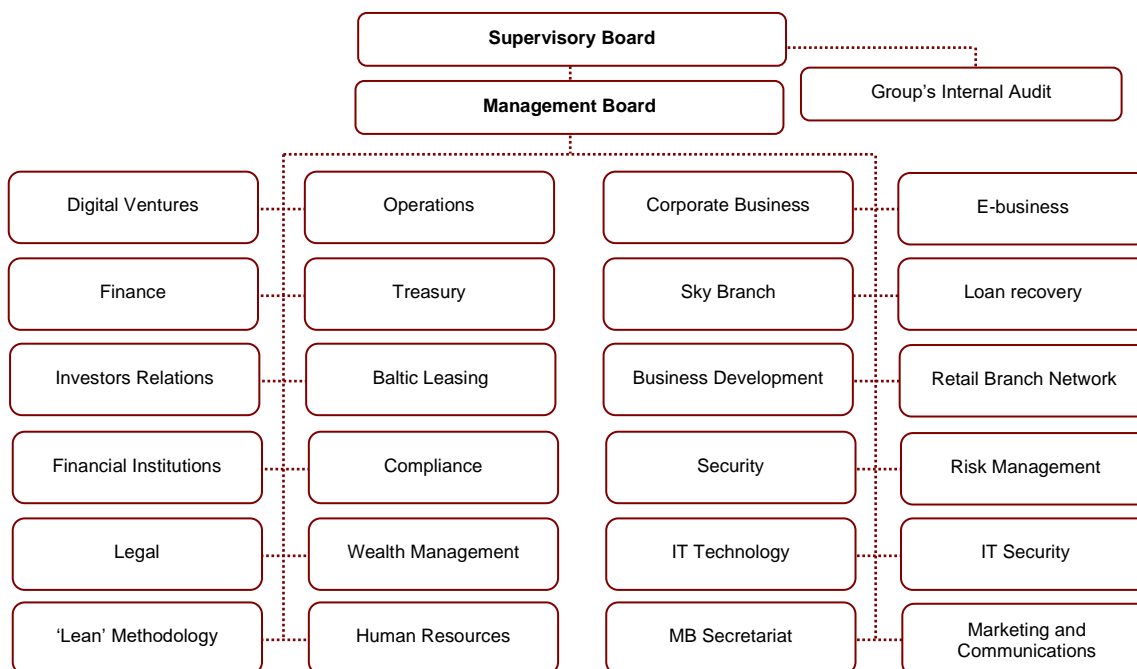 Supervisory Board
Group’s Internal Audit
Management Board
Digital Ventures
Operations
Corporate Business
E-business
Finance
Treasury
Sky Branch
Loan recovery
Investors Relations
Baltic Leasing
Business Development
Retail Branch Network
Financial Institutions
Compliance
Security
Risk Management
Legal
Wealth Management
IT Technology
IT Security
‘Lean’ Methodology
Human Resources
MB Secretariat
Marketing and
Communications